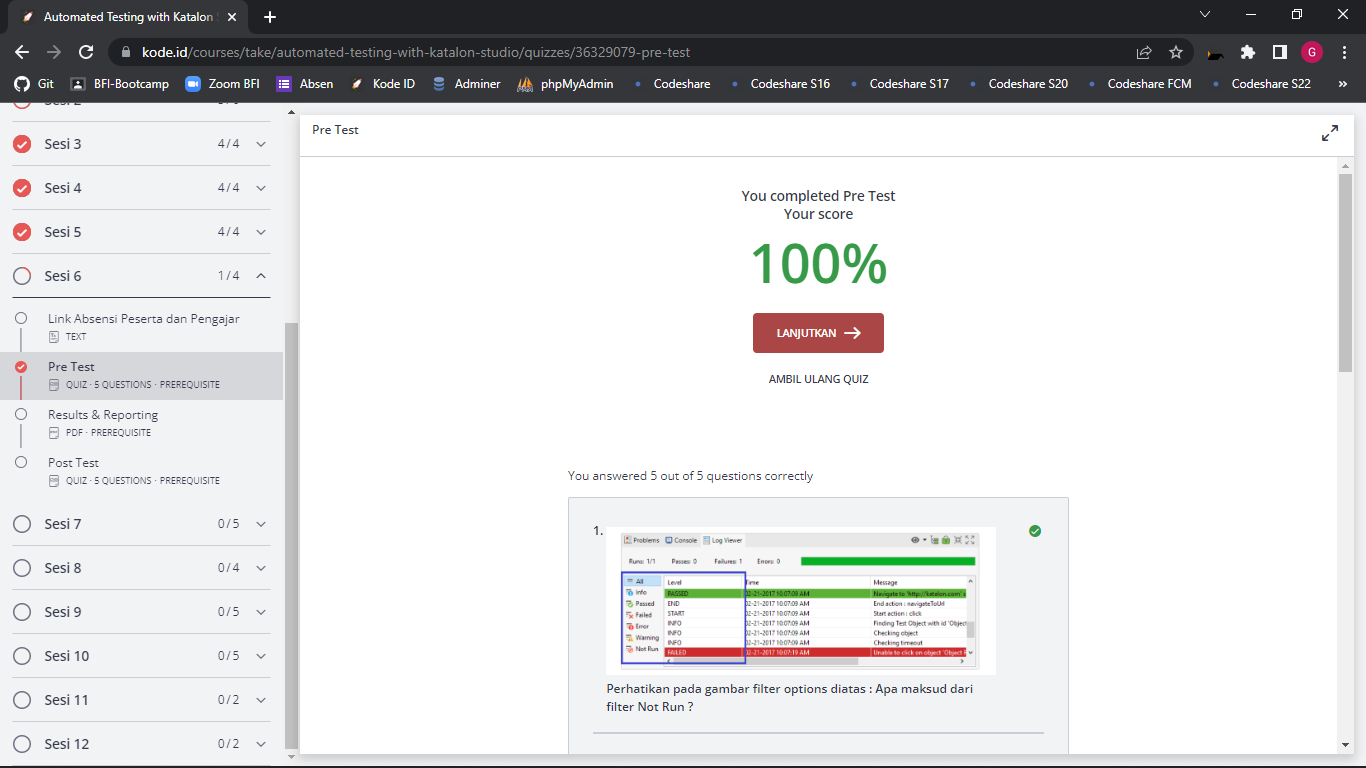 Automated Testing with Katalon S
kode.id/courses/take/automated-testing-with-katalon-studio/quizzes/36329079-pre-test
G
Git
BFI-Bootcamp
Zoom BFI
Absen
Kode ID
Adminer
phpMyAdmin
Codeshare
Codeshare S16
Codeshare S17
Codeshare S20
Codeshare FCM
Codeshare S22
»
Sesi 3
4 / 4
Sesi 4
4 / 4
Sesi 5
4 / 4
Sesi 6
1 / 4
Link Absensi Peserta dan Pengajar
TEXT
Pre Test
QUIZ · 5 QUESTIONS · PREREQUISITE
Results & Reporting
PDF · PREREQUISITE
Post Test
QUIZ · 5 QUESTIONS · PREREQUISITE
Sesi 7
0 / 5
Sesi 8
0 / 4
Sesi 9
0 / 5
Sesi 10
0 / 5
Sesi 11
0 / 2
Sesi 12
0 / 2
Pre Test
You completed Pre Test
Your score
100%
LANJUTKAN
AMBIL ULANG QUIZ
You answered 5 out of 5 questions correctly
1.
Problems Console Log Viewer
Runs: 1/1 Passes: 0 Failures: 1 Errors: 0
All
Info
Passed
Failed
Error
Warning
Not Run
Level Time Message
PASSED 02-21-2017 10:07:09 AM Navigate to 'http://katalon.com' s
END 02-21-2017 10:07:09 AM End action : navigateToUrl
START 02-21-2017 10:07:09 AM Start action : click
INFO 02-21-2017 10:07:09 AM Finding Test Object with id 'Object
INFO 02-21-2017 10:07:09 AM Checking object
INFO 02-21-2017 10:07:09 AM Checking timeout
FAILED 02-21-2017 10:07:19 AM Unable to click on object 'Object R
Perhatikan pada gambar filter options diatas : Apa maksud dari
filter Not Run ?